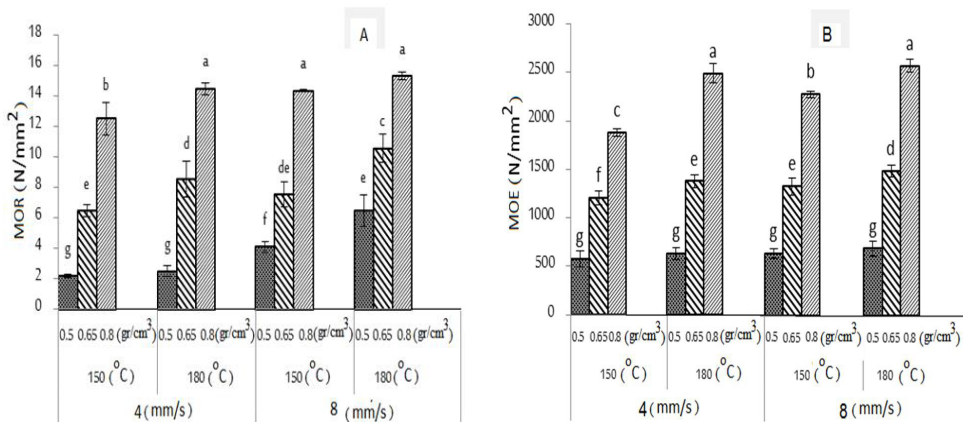 A
MOR (N/mm²)
18
16
14
12
10
8
6
4
2
0
g e b g d a f de a e c a
0.5 0.65 0.8 (gr/cm³) 0.5 0.65 0.8 (gr/cm³) 0.5 0.65 0.8 (gr/cm³) 0.5 0.65 0.8 (gr/cm³)
150 (°C) 180 (°C) 150 (°C) 180 (°C)
4 (mm/s) 8 (mm/s)
B
MOE (N/mm²)
3000
2500
2000
1500
1000
500
0
g f c g e a g e b g d a
0.5 0.65 0.8 (gr/cm³) 0.5 0.65 0.8 (gr/cm³) 0.5 0.65 0.8 (gr/cm³) 0.5 0.65 0.8 (gr/cm³)
150 (°C) 180 (°C) 150 (°C) 180 (°C)
4 (mm/s) 8 (mm/s)